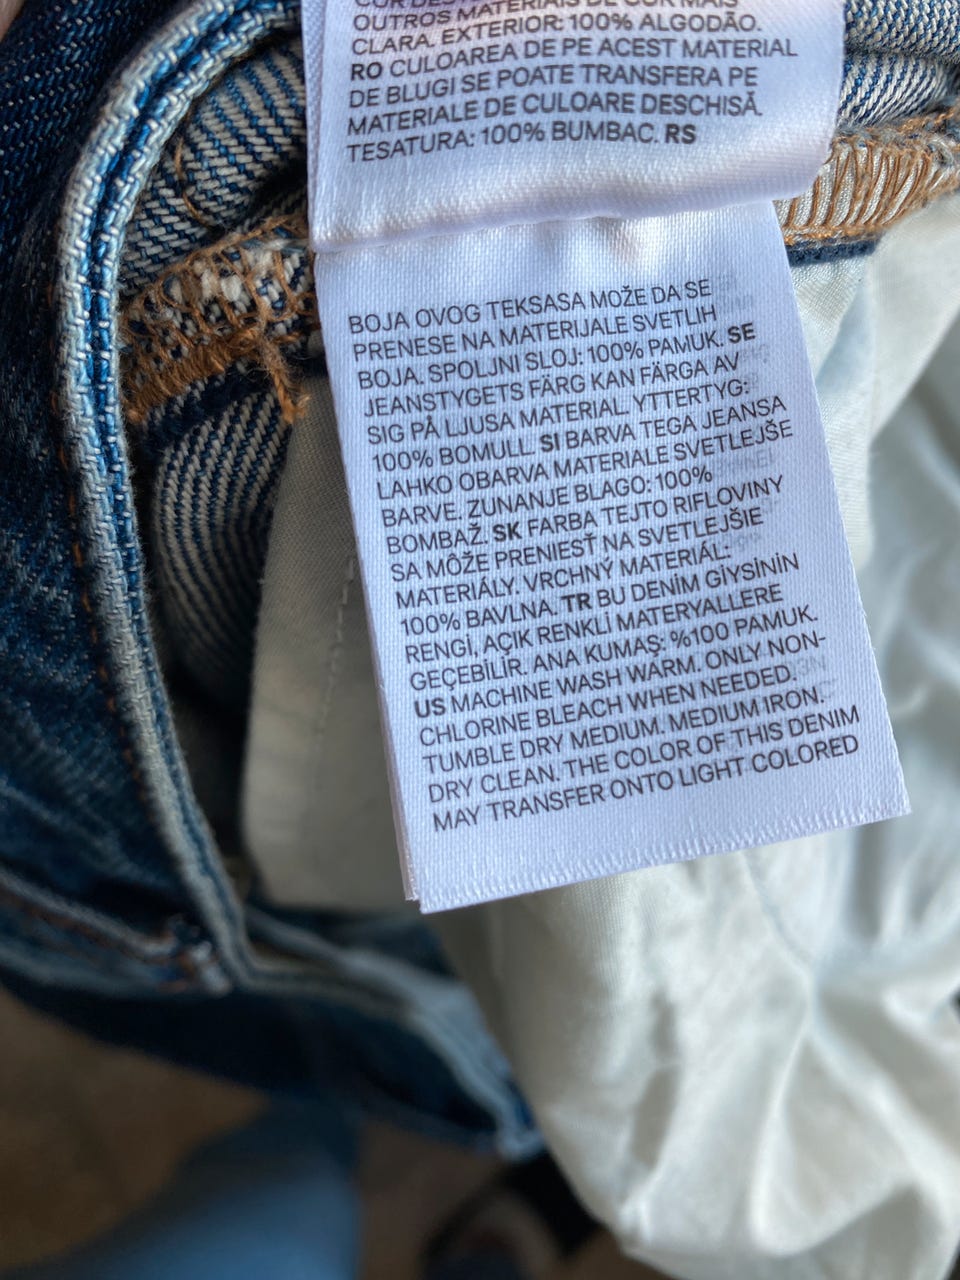 COR DES
OUTROS MATERIAIS DE COR MAIS
CLARA. EXTERIOR: 100% ALGODÃO.
RO CULOAREA DE PE ACEST MATERIAL
DE BLUGI SE POATE TRANSFERA PE
MATERIALE DE CULOARE DESCHISĂ.
TESATURA: 100% BUMBAC. RS
BOJA OVOG TEKSASA MOŽE DA SE
PRENESE NA MATERIJALE SVETLIH
BOJA. SPOLJNI SLOJ: 100% PAMUK. SE
JEANSTYGETS FÄRG KAN FÄRGA AV
SIG PÅ LJUSA MATERIAL. YTTERTYG:
100% BOMULL. SI BARVA TEGA JEANSA
LAHKO OBARVA MATERIALE SVETLEJŠE
BARVE. ZUNANJE BLAGO: 100%
BOMBAŽ. SK FARBA TEJTO RIFLOVINY
SA MÔŽE PRENIESŤ NA SVETLEJŠIE
MATERIÁLY. VRCHNÝ MATERIÁL:
100% BAVLNA. TR BU DENİM GİYSİNİN
RENGİ, AÇIK RENKLİ MATERYALLERE
GEÇEBİLİR. ANA KUMAŞ: %100 PAMUK.
US MACHINE WASH WARM. ONLY NON-
CHLORINE BLEACH WHEN NEEDED.
TUMBLE DRY MEDIUM. MEDIUM IRON.
DRY CLEAN. THE COLOR OF THIS DENIM
MAY TRANSFER ONTO LIGHT COLORED